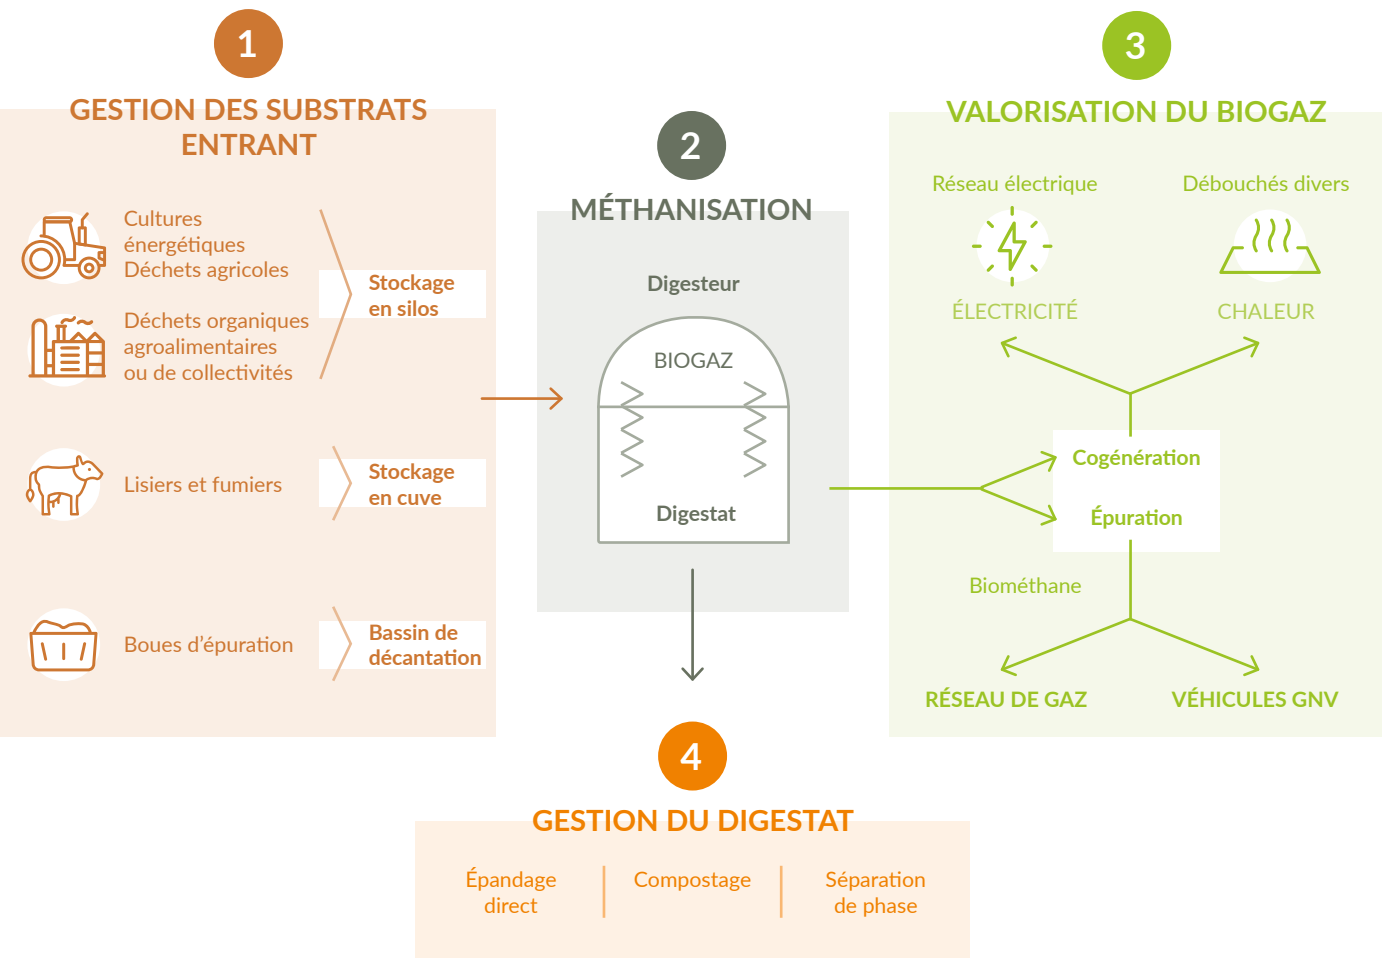 1
GESTION DES SUBSTRATS
ENTRANT
Cultures
énergétiques
Déchets agricoles
Déchets organiques
agroalimentaires
ou de collectivités
Stockage
en silos
Lisiers et fumiers
Stockage
en cuve
Boues d’épuration
Bassin de
décantation
2
MÉTHANISATION
Digesteur
BIOGAZ
Digestat
3
VALORISATION DU BIOGAZ
Réseau électrique
Débouchés divers
ÉLECTRICITÉ
CHALEUR
Cogénération
Épuration
Biométhane
RÉSEAU DE GAZ
VÉHICULES GNV
4
GESTION DU DIGESTAT
Épandage
direct
Compostage
Séparation
de phase